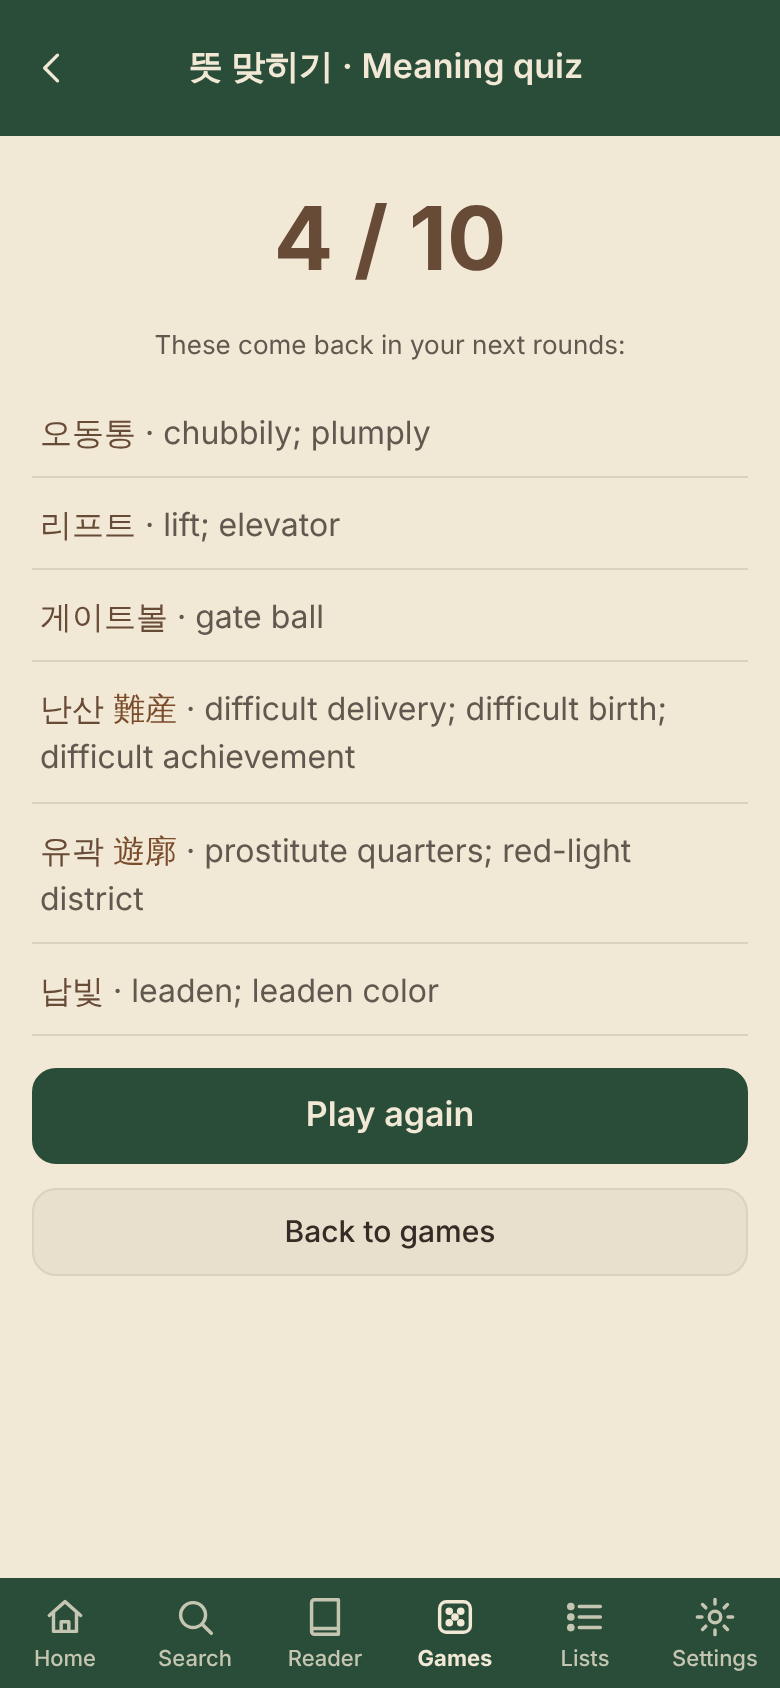 뜻 맞히기 · Meaning quiz
4 / 10
These come back in your next rounds:
오동통 · chubbily; plumply
리프트 · lift; elevator
게이트볼 · gate ball
난산 難産 · difficult delivery; difficult birth;
difficult achievement
유곽 遊廓 · prostitute quarters; red-light
district
납빛 · leaden; leaden color
Play again
Back to games
Home Search Reader Games Lists Settings